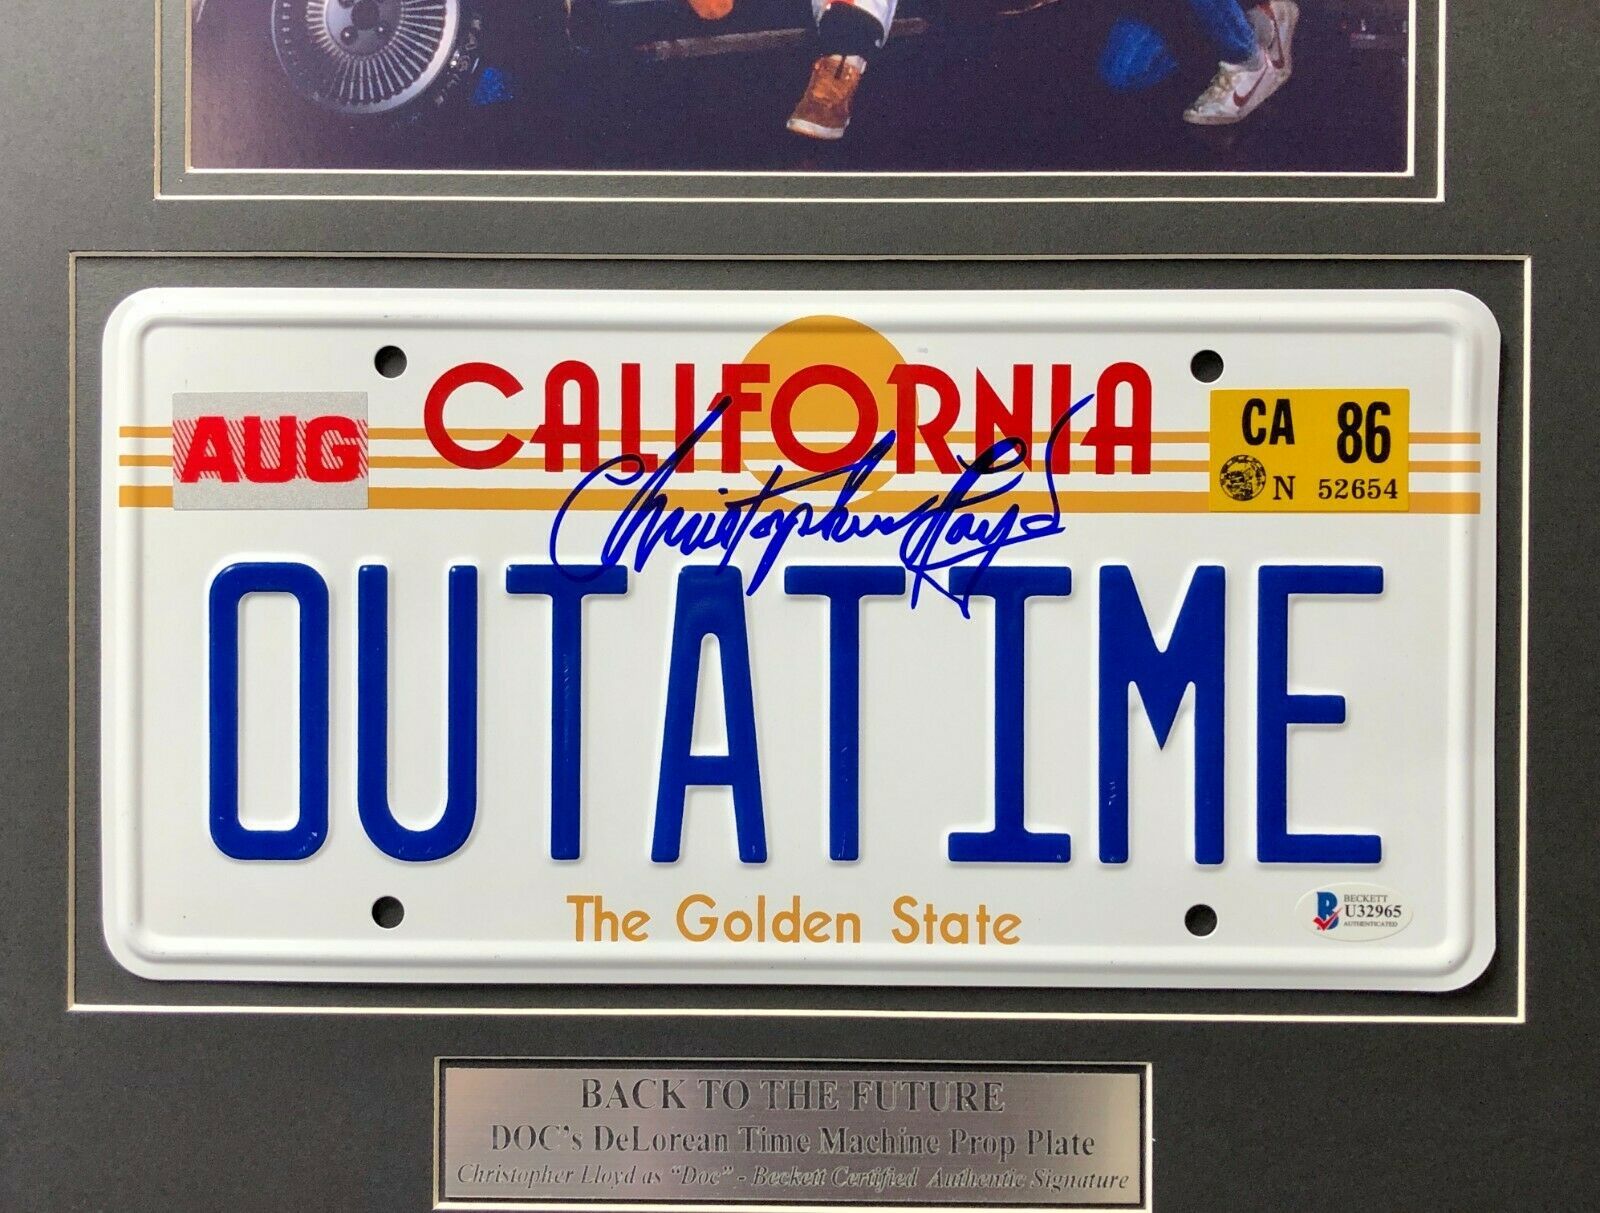 CALIFORNIA
AUG
CA 86
N 52654
Christopher Lloyd
OUTATIME
The Golden State
BECKETT
U32965
AUTHENTICATED
BACK TO THE FUTURE
DOC's DeLorean Time Machine Prop Plate
Christopher Lloyd as "Doc" - Beckett Certified Authentic Signature